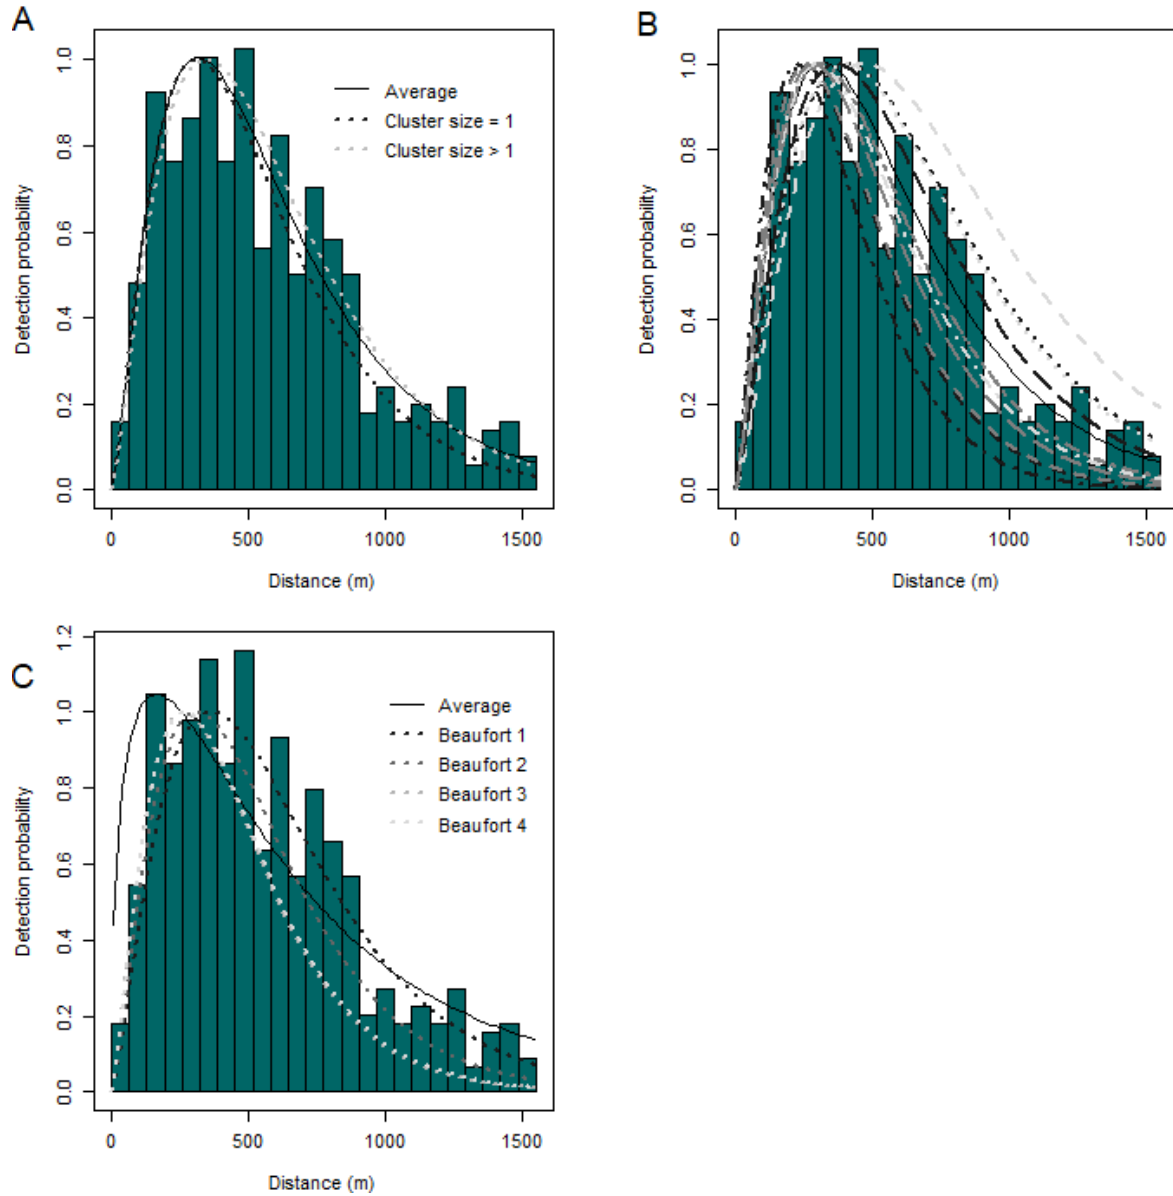 A
Detection probability
0.0
0.2
0.4
0.6
0.8
1.0
Average
Cluster size = 1
Cluster size > 1
0
500
1000
1500
Distance (m)
B
Detection probability
0.0
0.2
0.4
0.6
0.8
1.0
0
500
1000
1500
Distance (m)
C
Detection probability
0.0
0.2
0.4
0.6
0.8
1.0
1.2
Average
Beaufort 1
Beaufort 2
Beaufort 3
Beaufort 4
0
500
1000
1500
Distance (m)